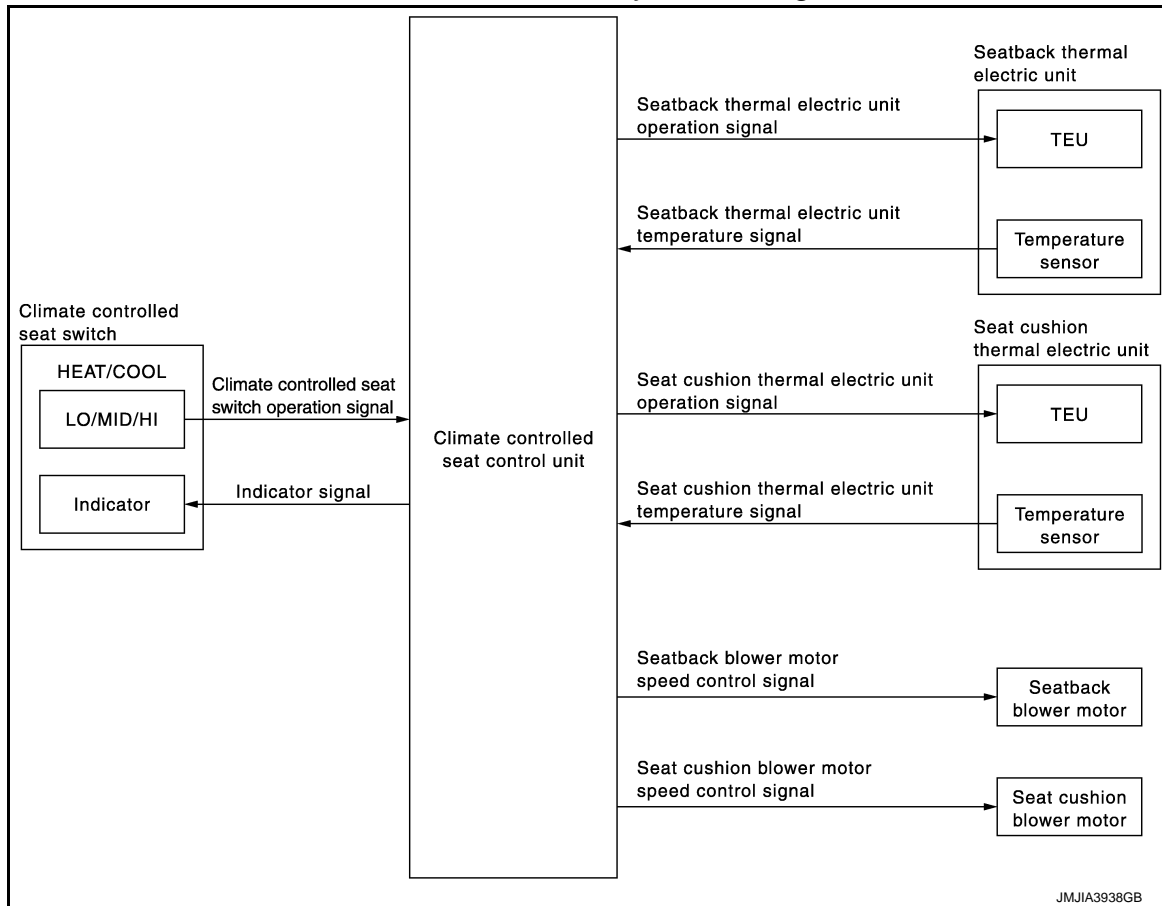 Seatback thermal
electric unit
Seatback thermal electric unit
operation signal
TEU
Seatback thermal electric unit
temperature signal
Temperature
sensor
Climate controlled
seat switch
HEAT/COOL
LO/MID/HI
Climate controlled seat
switch operation signal
Indicator
Indicator signal
Climate controlled
seat control unit
Seat cushion
thermal electric unit
Seat cushion thermal electric unit
operation signal
TEU
Seat cushion thermal electric unit
temperature signal
Temperature
sensor
Seatback blower motor
speed control signal
Seatback
blower motor
Seat cushion blower motor
speed control signal
Seat cushion
blower motor
JMJIA3938GB